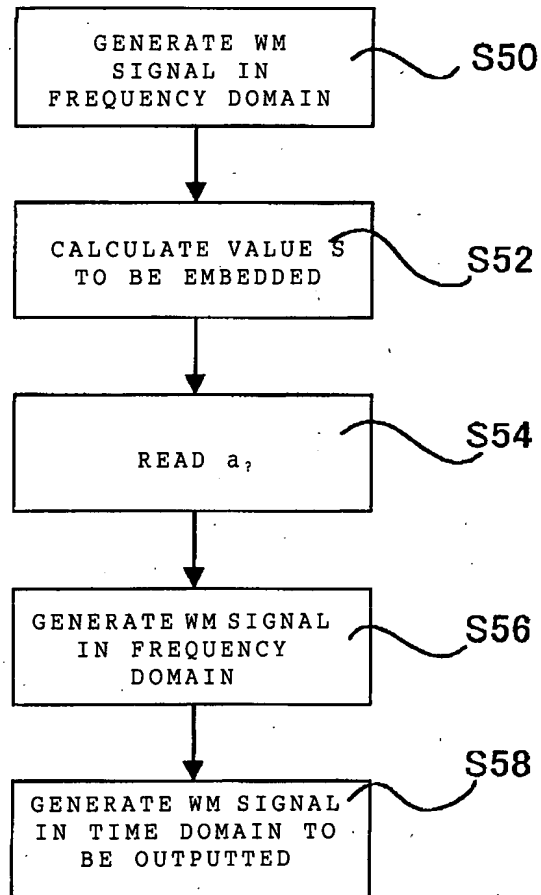 GENERATE WM
SIGNAL IN
FREQUENCY DOMAIN
S50
CALCULATE VALUE S
TO BE EMBEDDED
S52
READ a?
S54
GENERATE WM SIGNAL
IN FREQUENCY
DOMAIN
S56
GENERATE WM SIGNAL
IN TIME DOMAIN TO
BE OUTPUTTED
S58